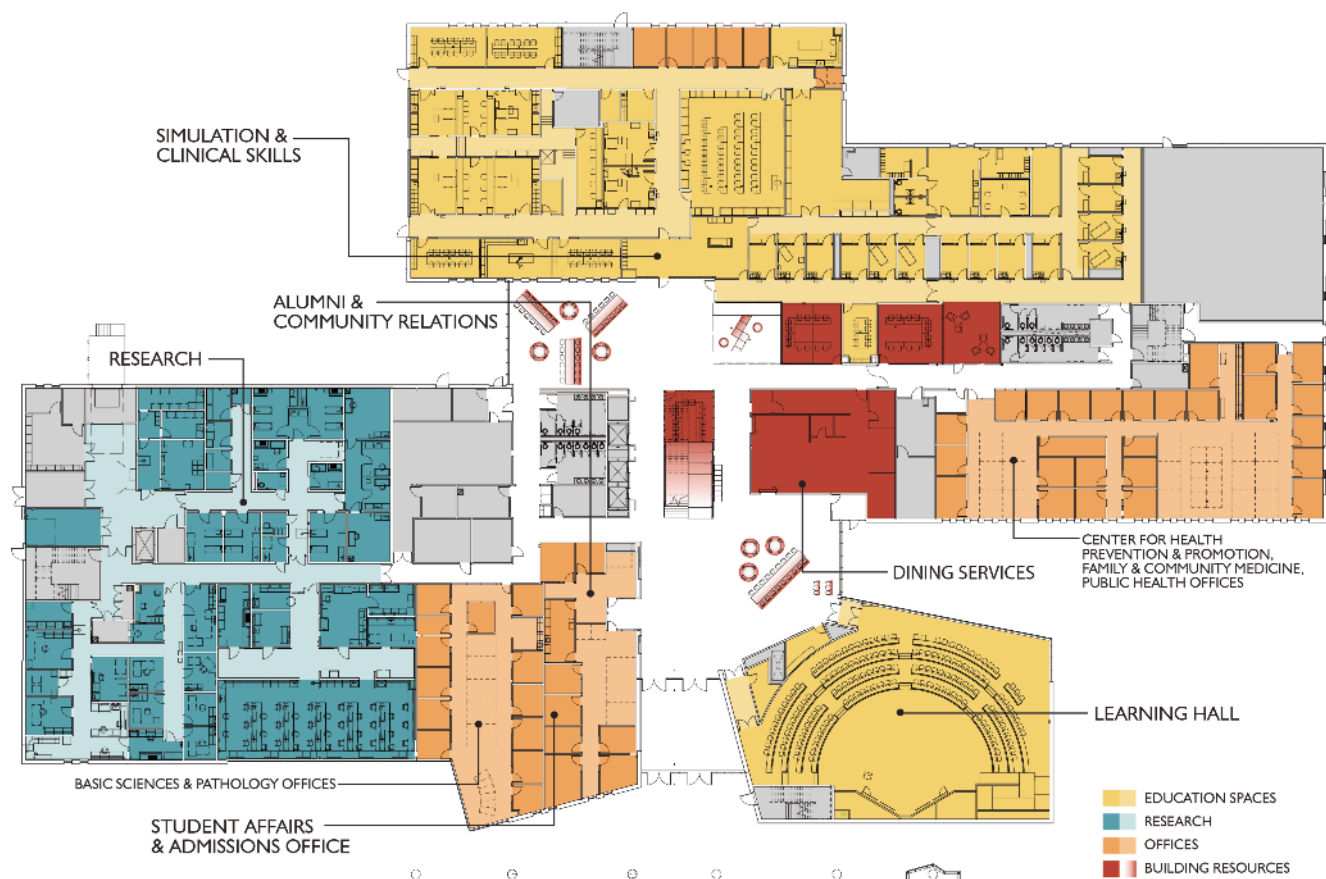 SIMULATION &
CLINICAL SKILLS
ALUMNI &
COMMUNITY RELATIONS
RESEARCH
CENTER FOR HEALTH
PREVENTION & PROMOTION,
FAMILY & COMMUNITY MEDICINE,
PUBLIC HEALTH OFFICES
DINING SERVICES
LEARNING HALL
BASIC SCIENCES & PATHOLOGY OFFICES
STUDENT AFFAIRS
& ADMISSIONS OFFICE
EDUCATION SPACES
RESEARCH
OFFICES
BUILDING RESOURCES